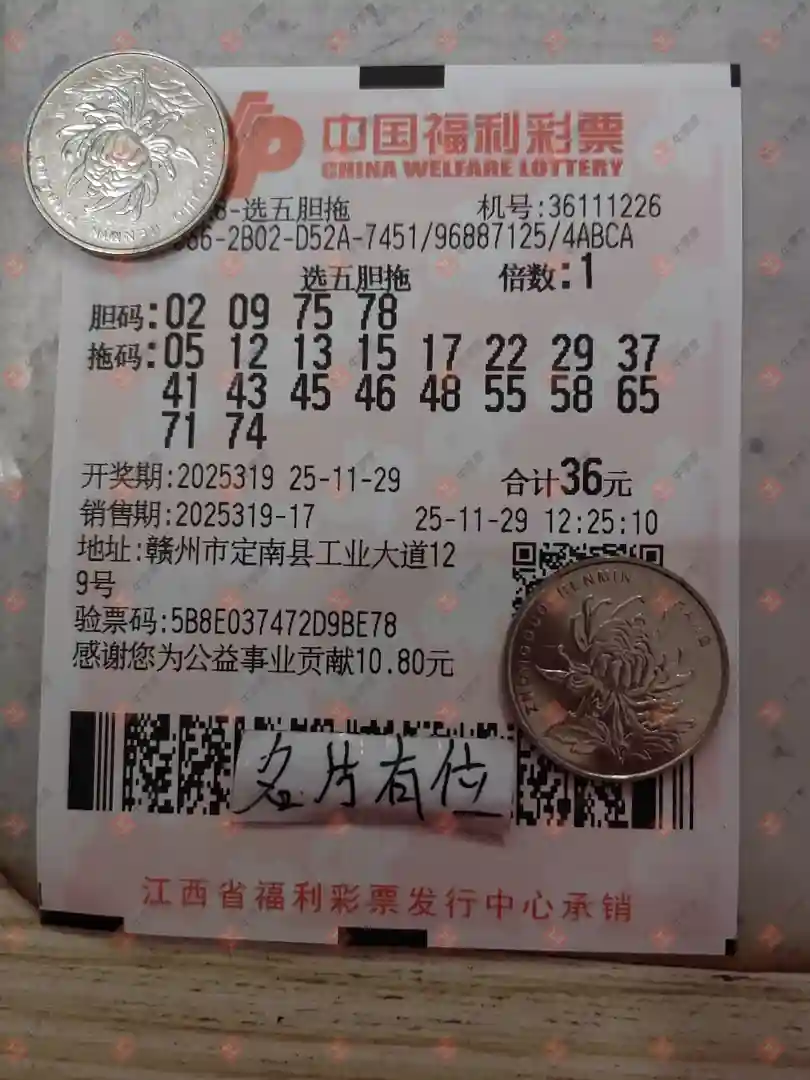 中国福利彩票
CHINA WELFARE LOTTERY
8-选五胆拖 机号:36111226
66-2B02-D52A-7451/96887125/4ABCA
选五胆拖 倍数:1
胆码:02 09 75 78
拖码:05 12 13 15 17 22 29 37
41 43 45 46 48 55 58 65
71 74
开奖期:2025319 25-11-29 合计36元
销售期:2025319-17 25-11-29 12:25:10
地址:赣州市定南县工业大道12
9号
验票码:5B8E037472D9BE78
感谢您为公益事业贡献10.80元
ZHONGGUO RENMIN
名片有位
江西省福利彩票发行中心承销